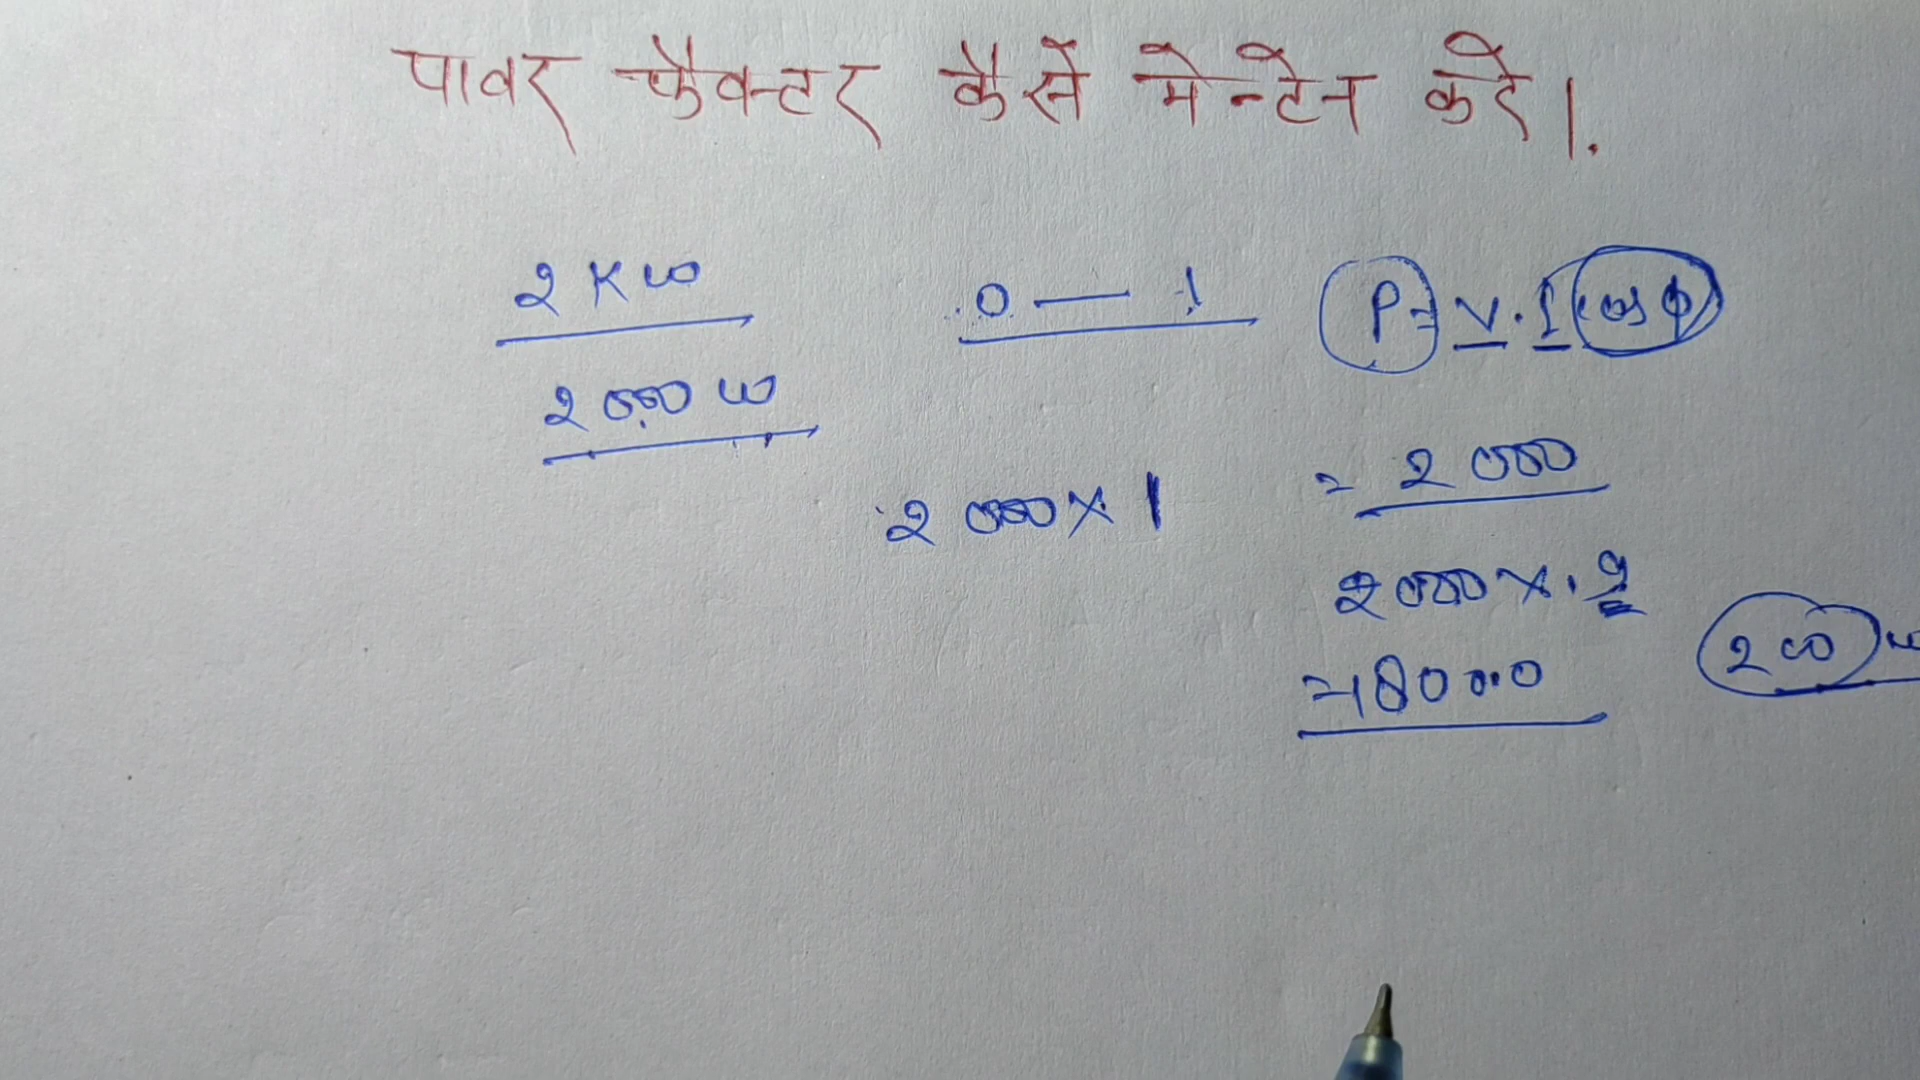 पावर फैक्टर कैसे मेन्टेन करे।.
2 KW
0 — 1
P = V. I. cos φ
2000 W
2000 × 1
= 2000
2000 × .9
= 1800.0
200 W